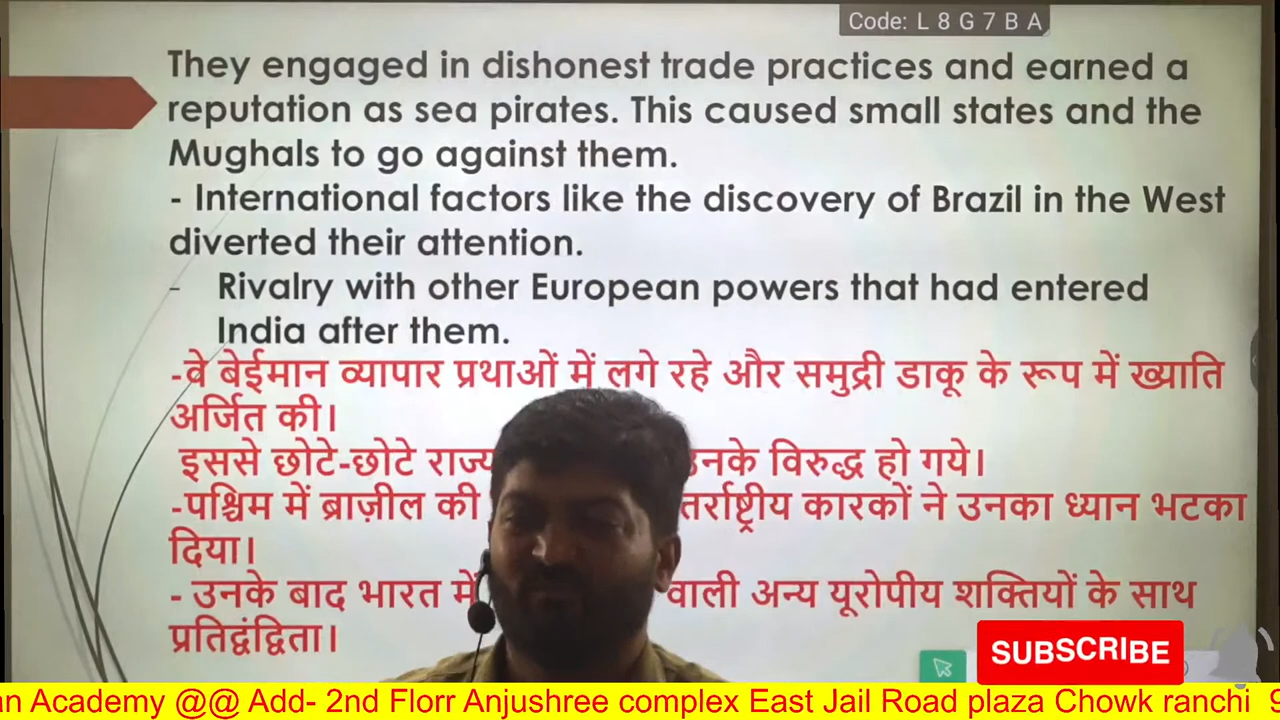 Code: L 8 G 7 B A
They engaged in dishonest trade practices and earned a
reputation as sea pirates. This caused small states and the
Mughals to go against them.
- International factors like the discovery of Brazil in the West
diverted their attention.
- Rivalry with other European powers that had entered
India after them.
-वे बेईमान व्यापार प्रथाओं में लगे रहे और समुद्री डाकू के रूप में ख्याति
अर्जित की।
इससे छोटे-छोटे राज्य उनके विरुद्ध हो गये।
-पश्चिम में ब्राज़ील की तर्राष्ट्रीय कारकों ने उनका ध्यान भटका
दिया।
- उनके बाद भारत में वाली अन्य यूरोपीय शक्तियों के साथ
प्रतिद्वंद्विता।
SUBSCRIBE
an Academy @@ Add- 2nd Florr Anjushree complex East Jail Road plaza Chowk ranchi S